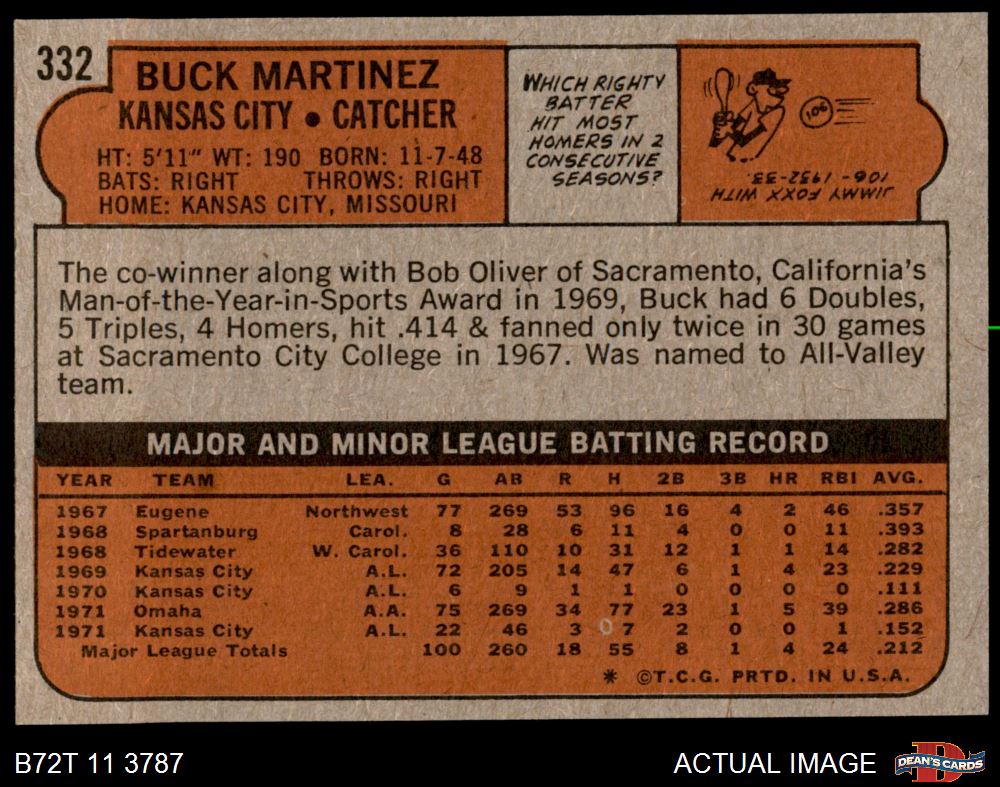 332
BUCK MARTINEZ
KANSAS CITY • CATCHER
HT: 5'11" WT: 190 BORN: 11-7-48
BATS: RIGHT THROWS: RIGHT
HOME: KANSAS CITY, MISSOURI
WHICH RIGHTY
BATTER
HIT MOST
HOMERS IN 2
CONSECUTIVE
SEASONS?
106
JIMMY FOXX WITH
106 - 1932-33.
The co-winner along with Bob Oliver of Sacramento, California's
Man-of-the-Year-in-Sports Award in 1969, Buck had 6 Doubles,
5 Triples, 4 Homers, hit .414 & fanned only twice in 30 games
at Sacramento City College in 1967. Was named to All-Valley
team.
MAJOR AND MINOR LEAGUE BATTING RECORD
YEAR TEAM LEA. G AB R H 2B 3B HR RBI AVG.
1967 Eugene Northwest 77 269 53 96 16 4 2 46 .357
1968 Spartanburg Carol. 8 28 6 11 4 0 0 11 .393
1968 Tidewater W. Carol. 36 110 10 31 12 1 1 14 .282
1969 Kansas City A.L. 72 205 14 47 6 1 4 23 .229
1970 Kansas City A.L. 6 9 1 1 0 0 0 0 .111
1971 Omaha A.A. 75 269 34 77 23 1 5 39 .286
1971 Kansas City A.L. 22 46 3 7 2 0 0 1 .152
Major League Totals 100 260 18 55 8 1 4 24 .212
* ©T.C.G. PRTD. IN U.S.A.
B72T 11 3787
ACTUAL IMAGE
DEAN'S CARDS